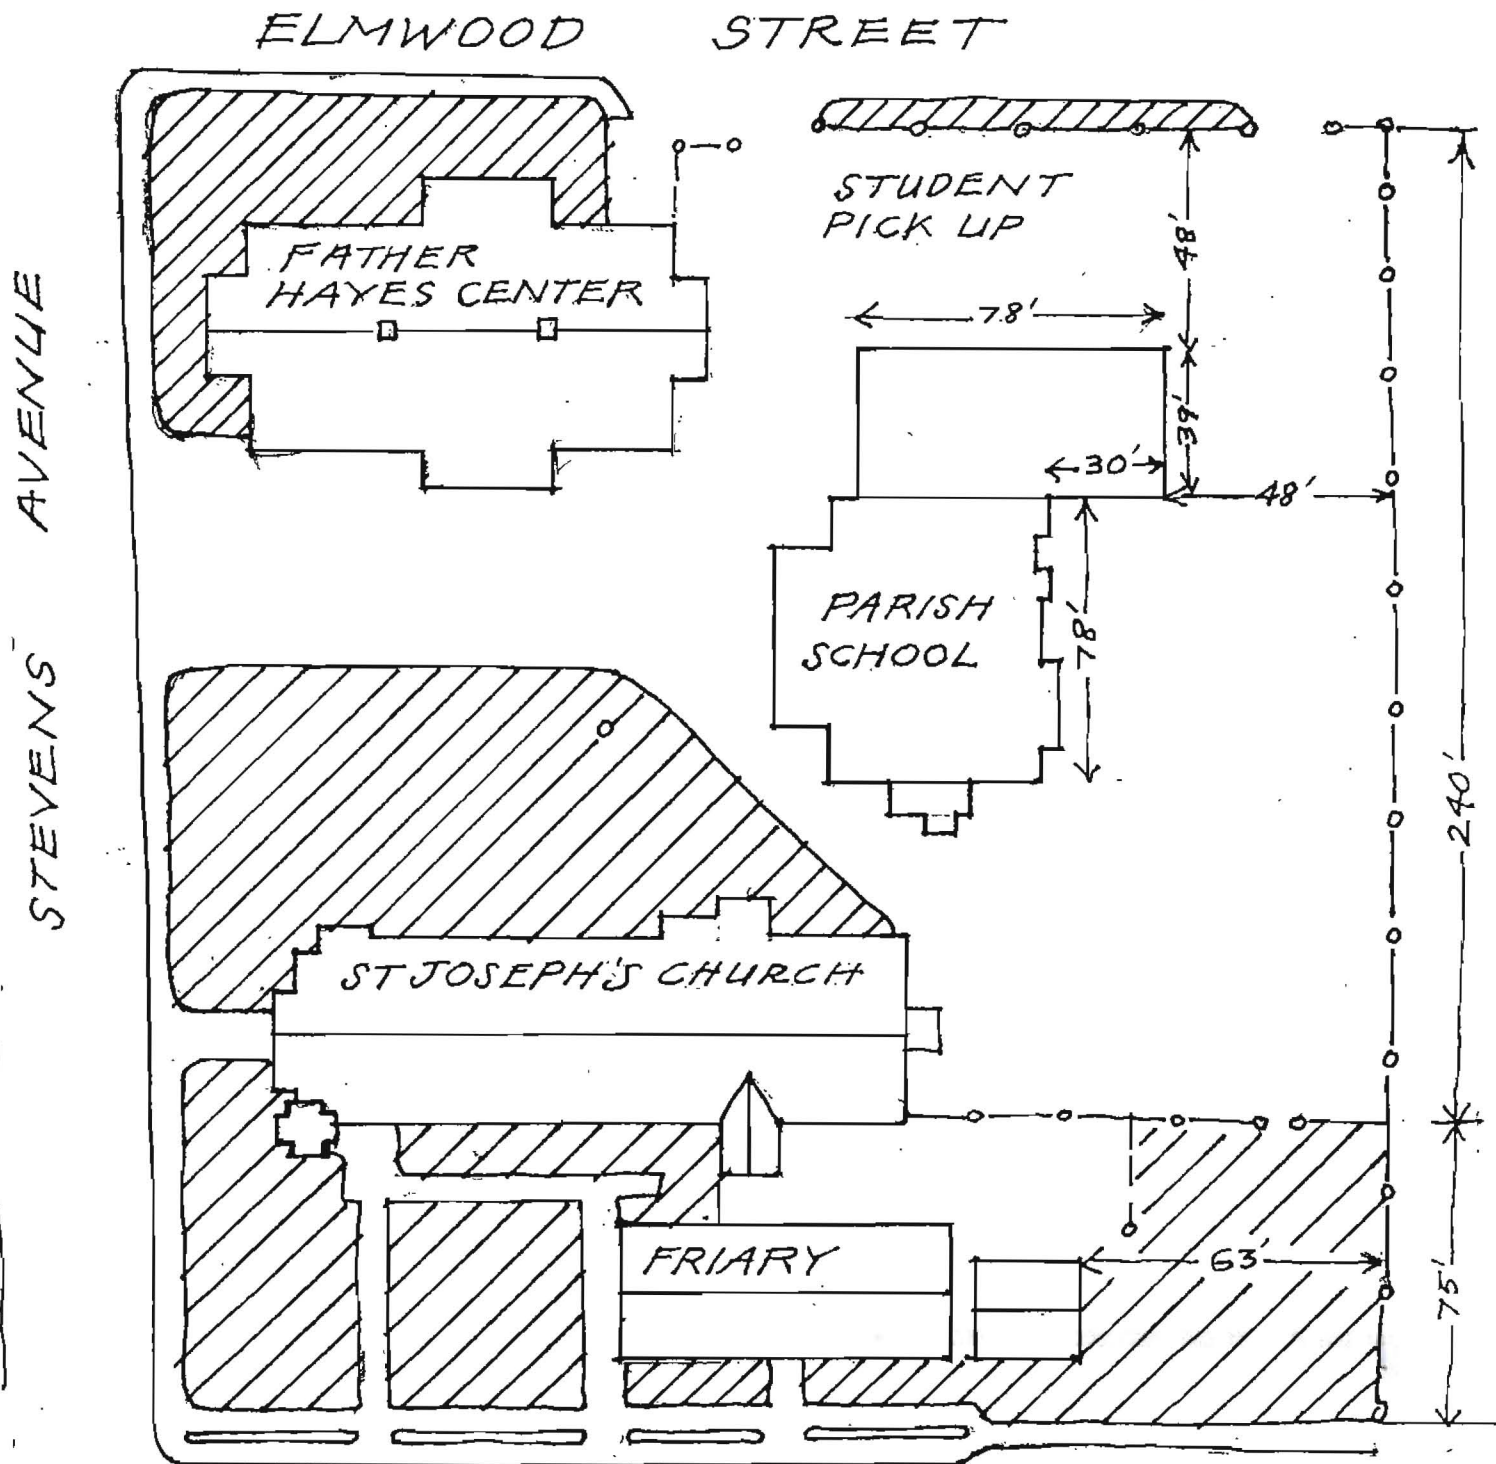 ELMWOOD STREET
STEVENS AVENUE
FATHER
HAYES CENTER
STUDENT
PICK UP
48'
78'
39'
30'
48'
PARISH
SCHOOL
78'
240'
ST JOSEPH'S CHURCH
FRIARY
63'
75'